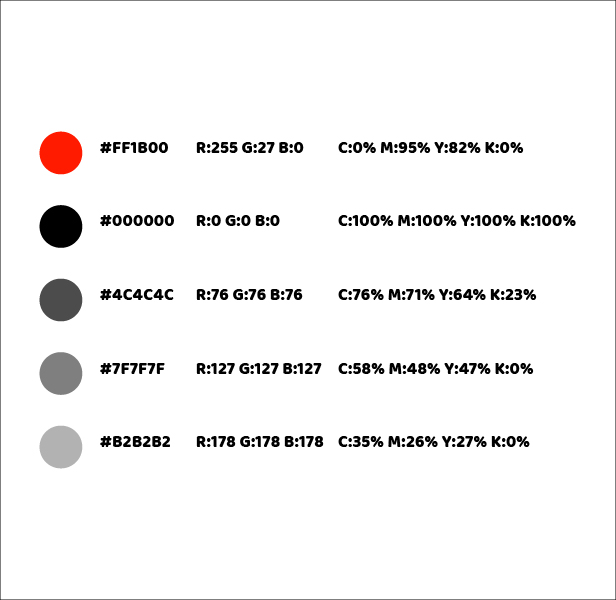 #FF1B00 R:255 G:27 B:0 C:0% M:95% Y:82% K:0%
#000000 R:0 G:0 B:0 C:100% M:100% Y:100% K:100%
#4C4C4C R:76 G:76 B:76 C:76% M:71% Y:64% K:23%
#7F7F7F R:127 G:127 B:127 C:58% M:48% Y:47% K:0%
#B2B2B2 R:178 G:178 B:178 C:35% M:26% Y:27% K:0%